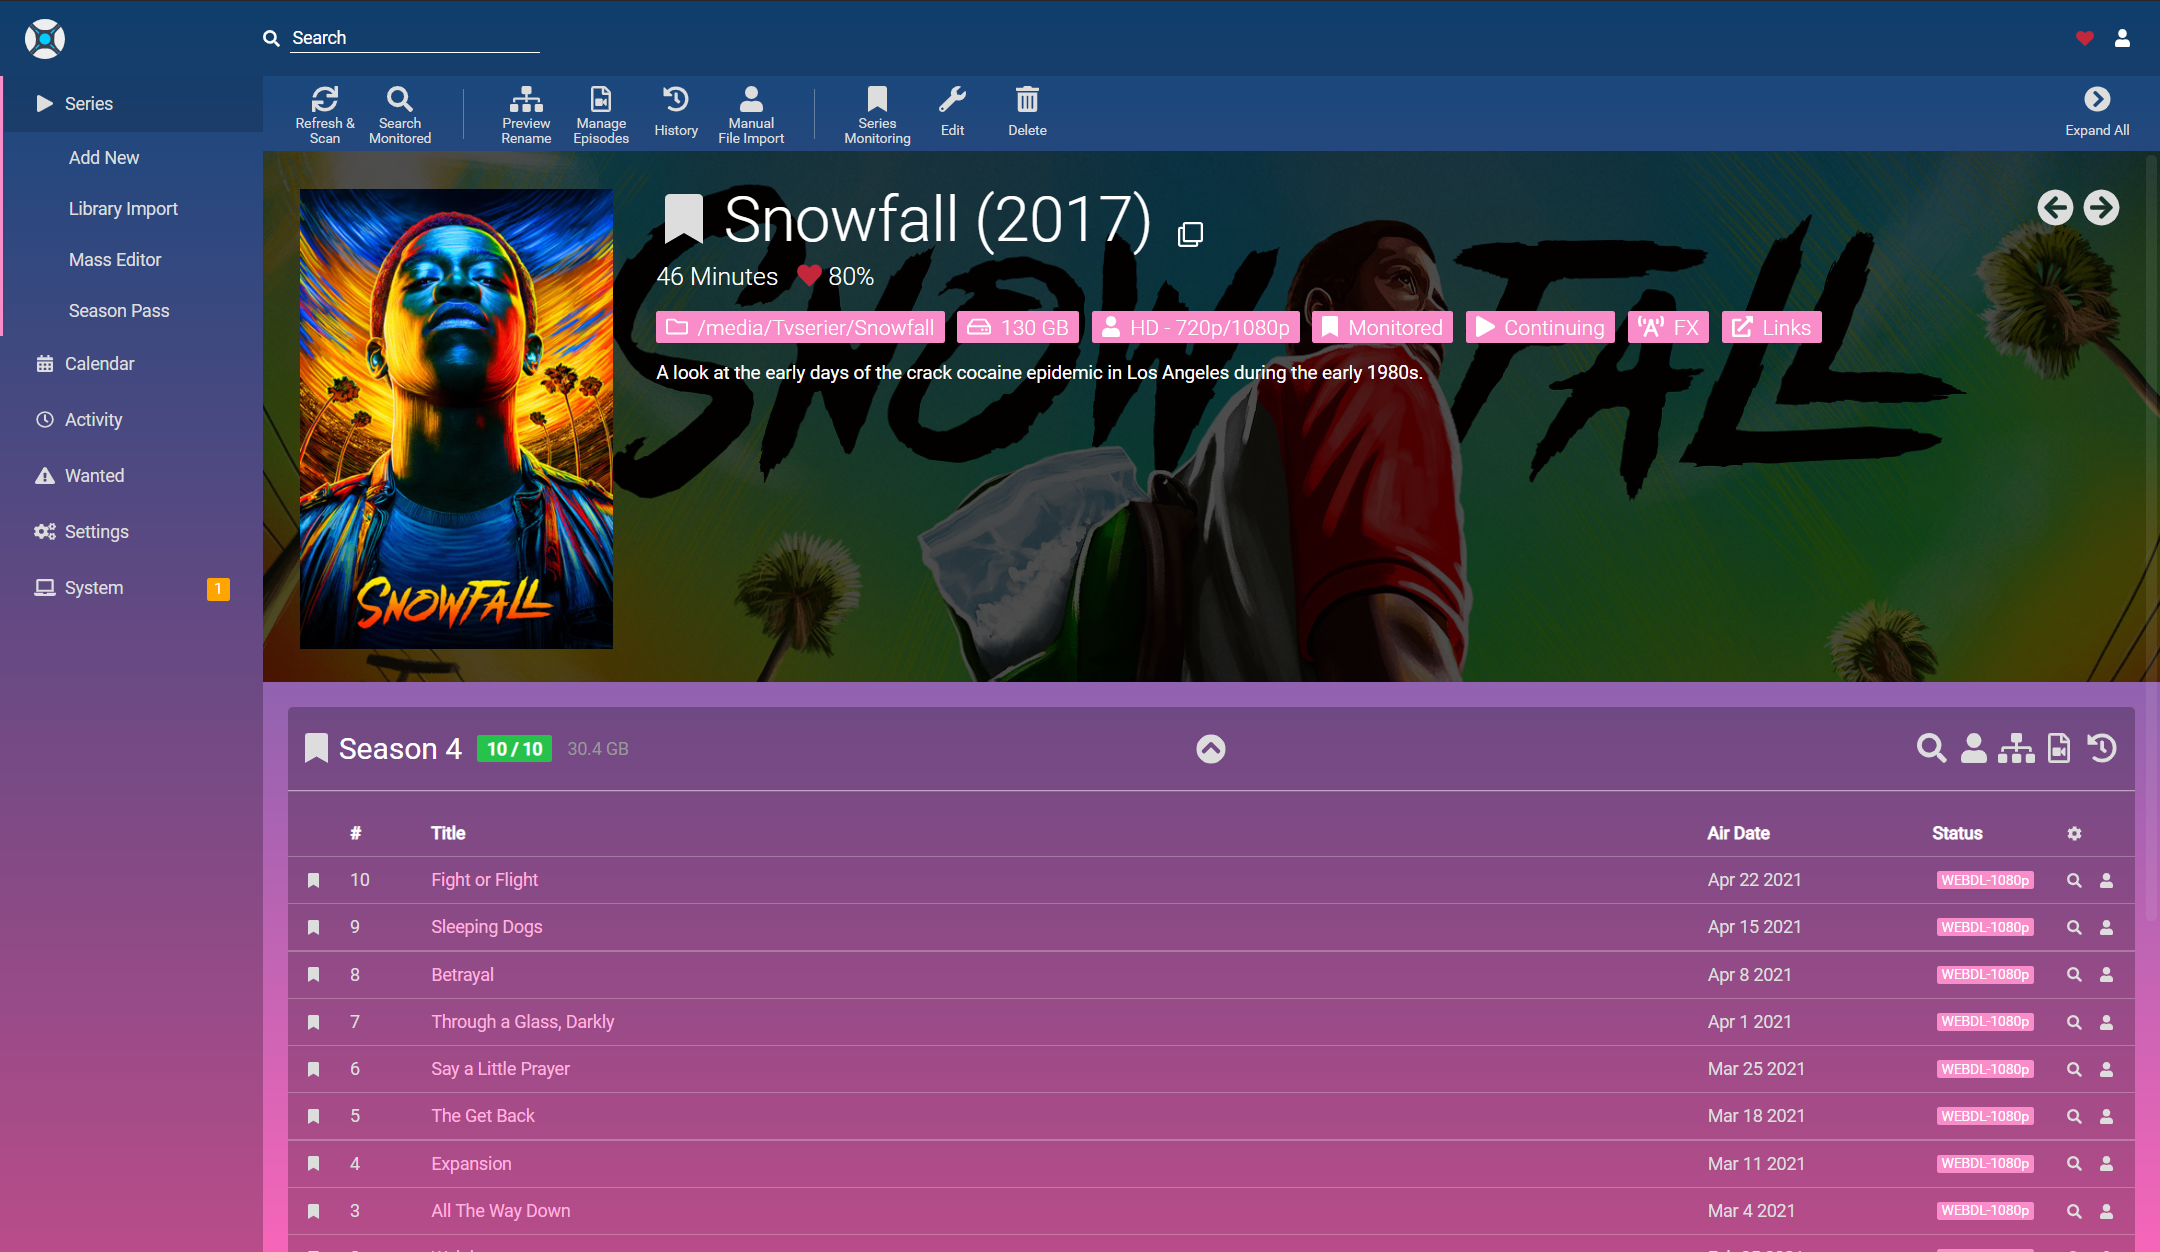 Search
Series
Add New
Library Import
Mass Editor
Season Pass
Calendar
Activity
Wanted
Settings
System 1
Refresh & Scan
Search Monitored
Preview Rename
Manage Episodes
History
Manual File Import
Series Monitoring
Edit
Delete
Expand All
SNOWFALL
SNOWFALL
Snowfall (2017)
46 Minutes 80%
/media/Tvserier/Snowfall 130 GB HD - 720p/1080p Monitored Continuing FX Links
A look at the early days of the crack cocaine epidemic in Los Angeles during the early 1980s.
Season 4 10 / 10 30.4 GB
# Title Air Date Status
10 Fight or Flight Apr 22 2021 WEBDL-1080p
9 Sleeping Dogs Apr 15 2021 WEBDL-1080p
8 Betrayal Apr 8 2021 WEBDL-1080p
7 Through a Glass, Darkly Apr 1 2021 WEBDL-1080p
6 Say a Little Prayer Mar 25 2021 WEBDL-1080p
5 The Get Back Mar 18 2021 WEBDL-1080p
4 Expansion Mar 11 2021 WEBDL-1080p
3 All The Way Down Mar 4 2021 WEBDL-1080p